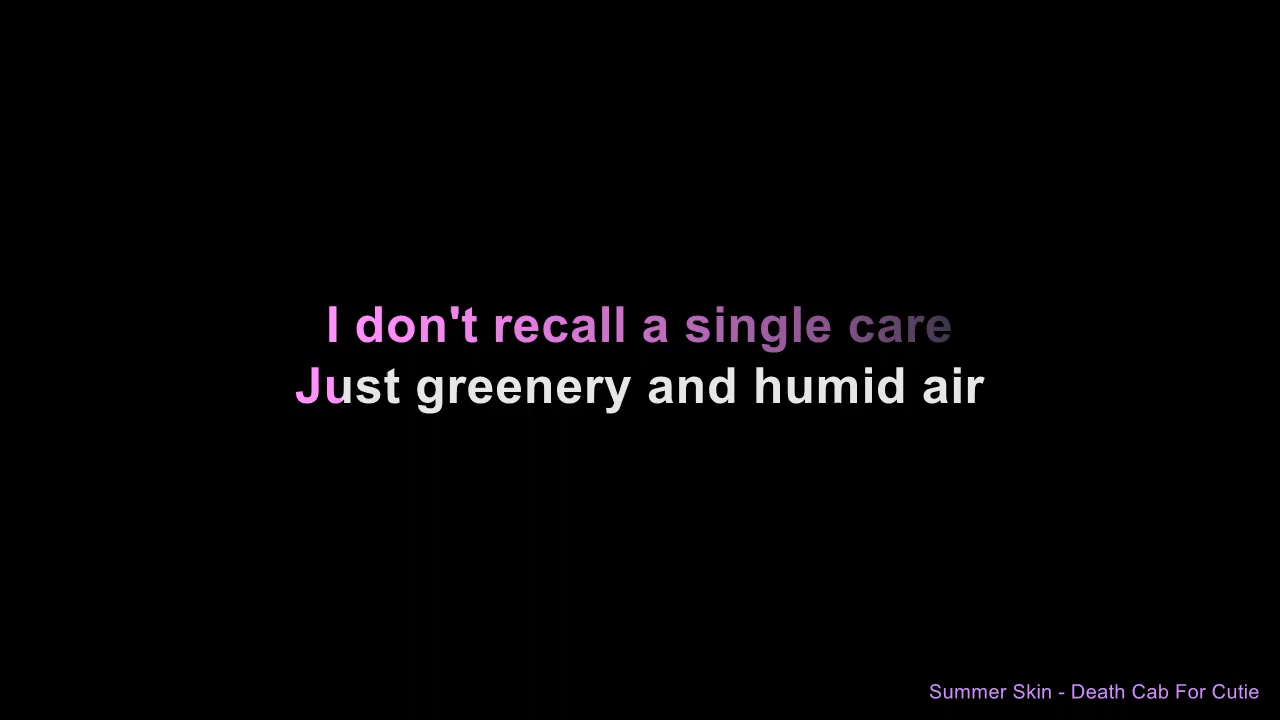 I don't recall a single care
Just greenery and humid air
Summer Skin - Death Cab For Cutie